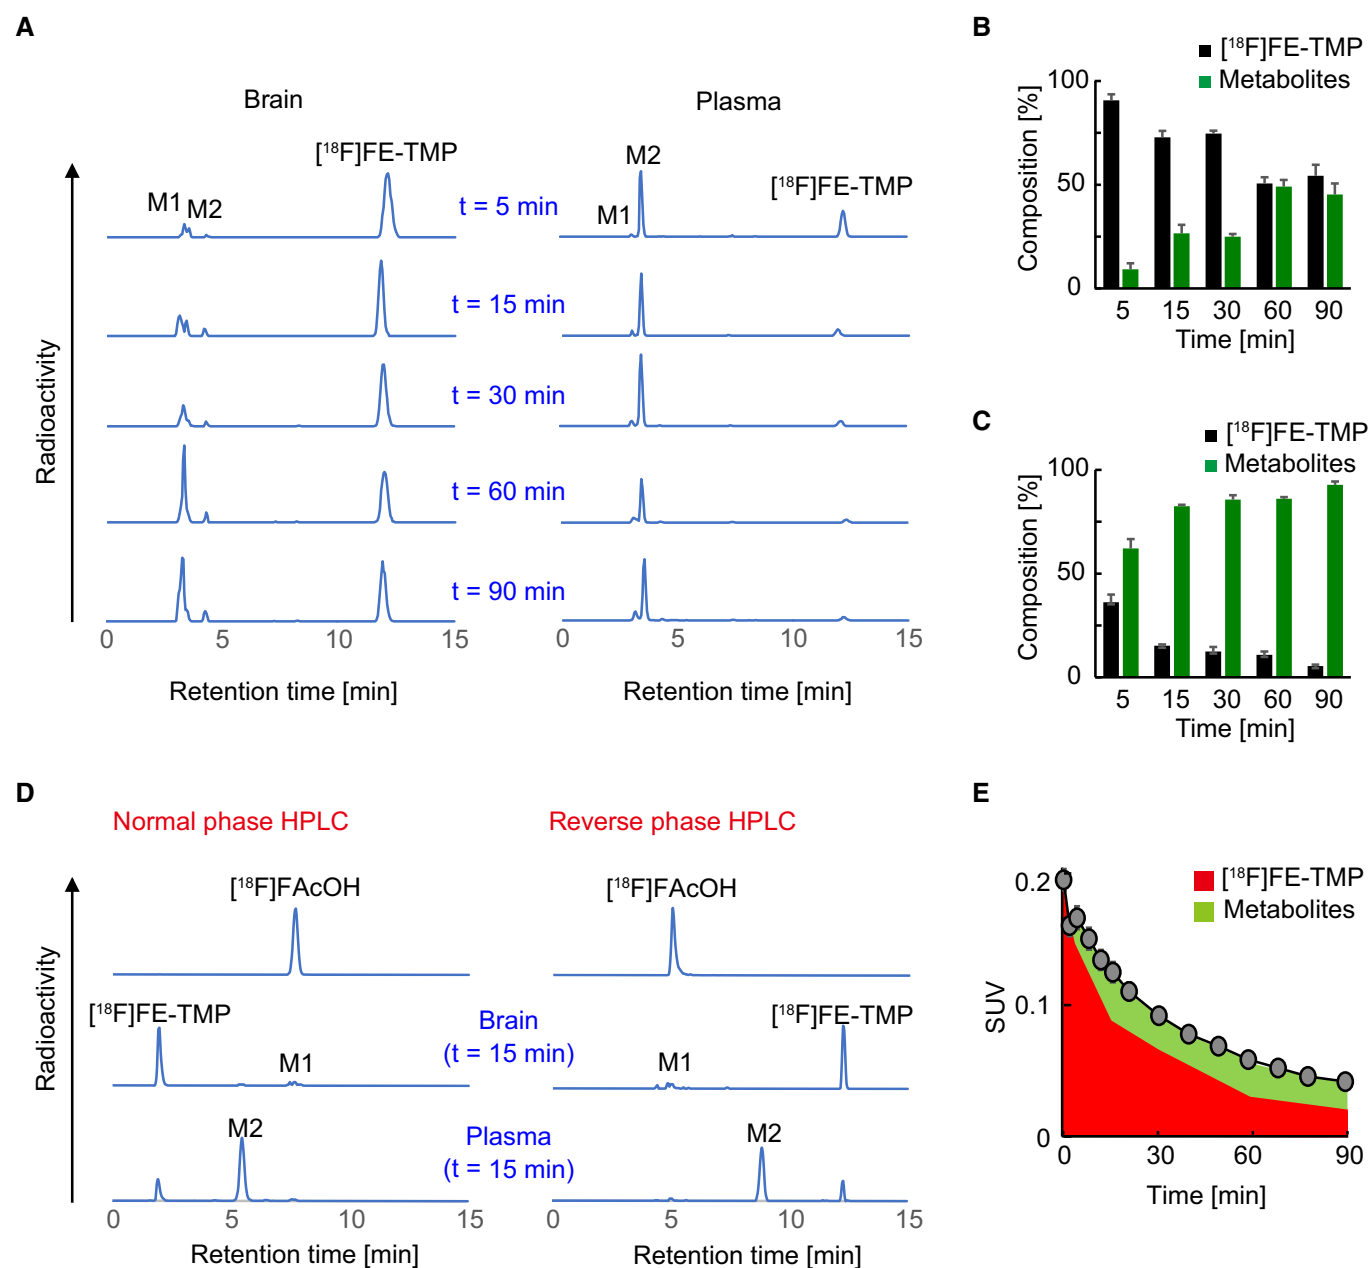 A
Brain
Plasma
[¹⁸F]FE-TMP
M1 M2
t = 5 min
M2
M1
[¹⁸F]FE-TMP
t = 15 min
t = 30 min
t = 60 min
t = 90 min
Radioactivity
0 5 10 15
0 5 10 15
Retention time [min]
Retention time [min]
B
[¹⁸F]FE-TMP
Metabolites
100
50
0
Composition [%]
5 15 30 60 90
Time [min]
C
[¹⁸F]FE-TMP
Metabolites
100
50
0
Composition [%]
5 15 30 60 90
Time [min]
D
Normal phase HPLC
Reverse phase HPLC
[¹⁸F]FAcOH
[¹⁸F]FAcOH
[¹⁸F]FE-TMP
M1
Brain
(t = 15 min)
M1
[¹⁸F]FE-TMP
M2
Plasma
(t = 15 min)
M2
Radioactivity
0 5 10 15
0 5 10 15
Retention time [min]
Retention time [min]
E
[¹⁸F]FE-TMP
Metabolites
0.2
0.1
0
SUV
0 30 60 90
Time [min]